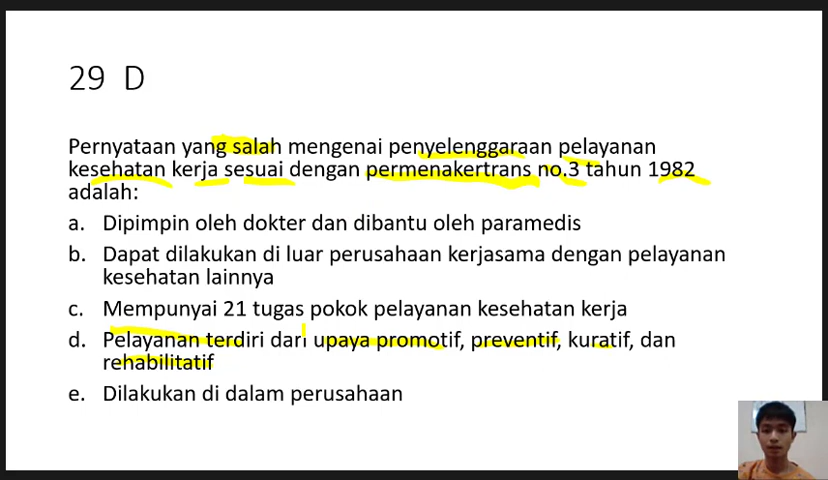 29 D
Pernyataan yang salah mengenai penyelenggaraan pelayanan
kesehatan kerja sesuai dengan permenakertrans no.3 tahun 1982
adalah:
a. Dipimpin oleh dokter dan dibantu oleh paramedis
b. Dapat dilakukan di luar perusahaan kerjasama dengan pelayanan
kesehatan lainnya
c. Mempunyai 21 tugas pokok pelayanan kesehatan kerja
d. Pelayanan terdiri dari upaya promotif, preventif, kuratif, dan
rehabilitatif
e. Dilakukan di dalam perusahaan